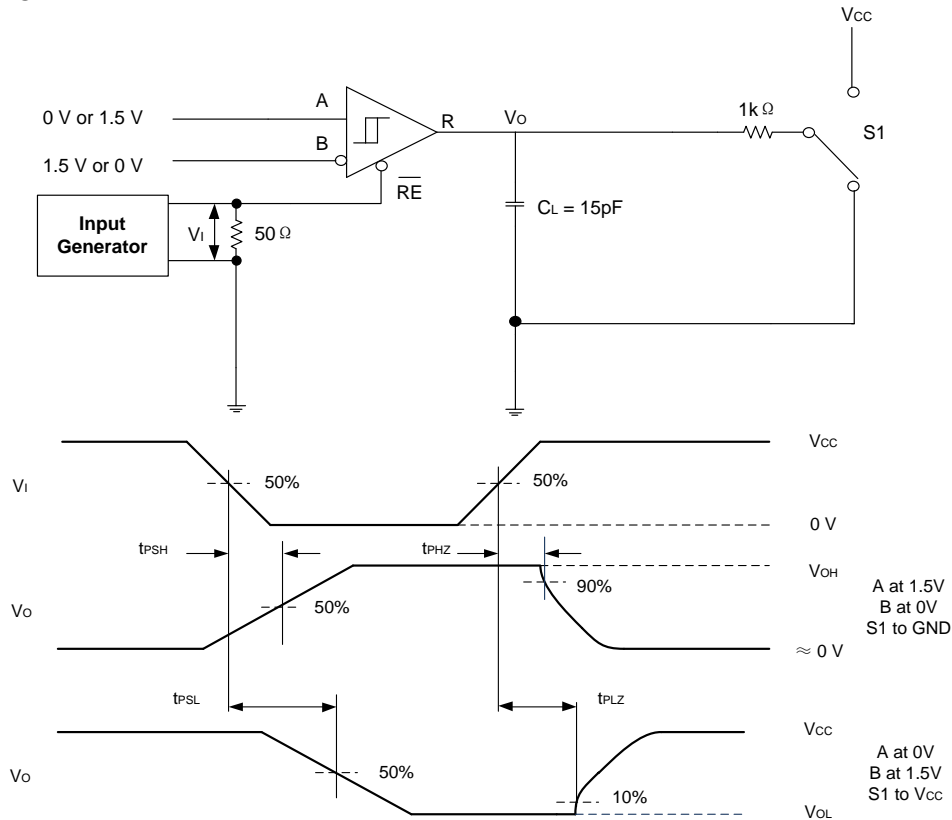 VCC
0 V or 1.5 V
A
1.5 V or 0 V
B
R
VO
1k Ω
S1
RE
Input
Generator
VI
50 Ω
CL = 15pF
VI
50%
50%
VCC
0 V
tPSH
tPHZ
VO
50%
90%
VOH
≈ 0 V
A at 1.5V
B at 0V
S1 to GND
tPSL
tPLZ
VO
50%
10%
VCC
VOL
A at 0V
B at 1.5V
S1 to VCC